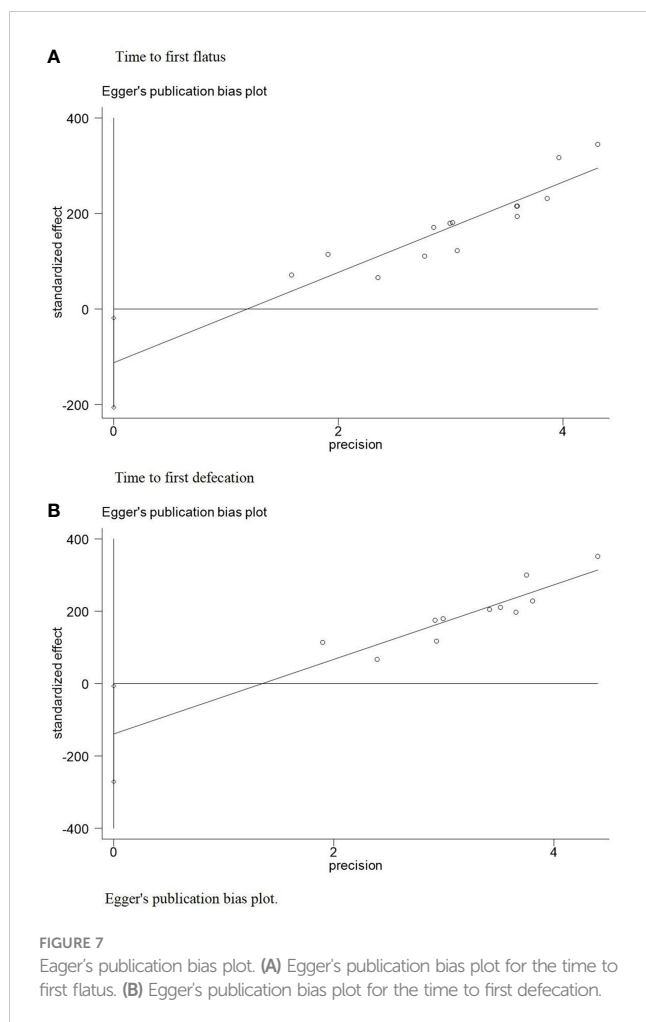 A
Time to first flatus
Egger's publication bias plot
400
200
0
-200
standardized effect
0
2
4
precision
Time to first defecation
B
Egger's publication bias plot
400
200
0
-200
-400
standardized effect
0
2
4
precision
Egger's publication bias plot.
FIGURE 7
Eager's publication bias plot. (A) Egger's publication bias plot for the time to
first flatus. (B) Egger's publication bias plot for the time to first defecation.